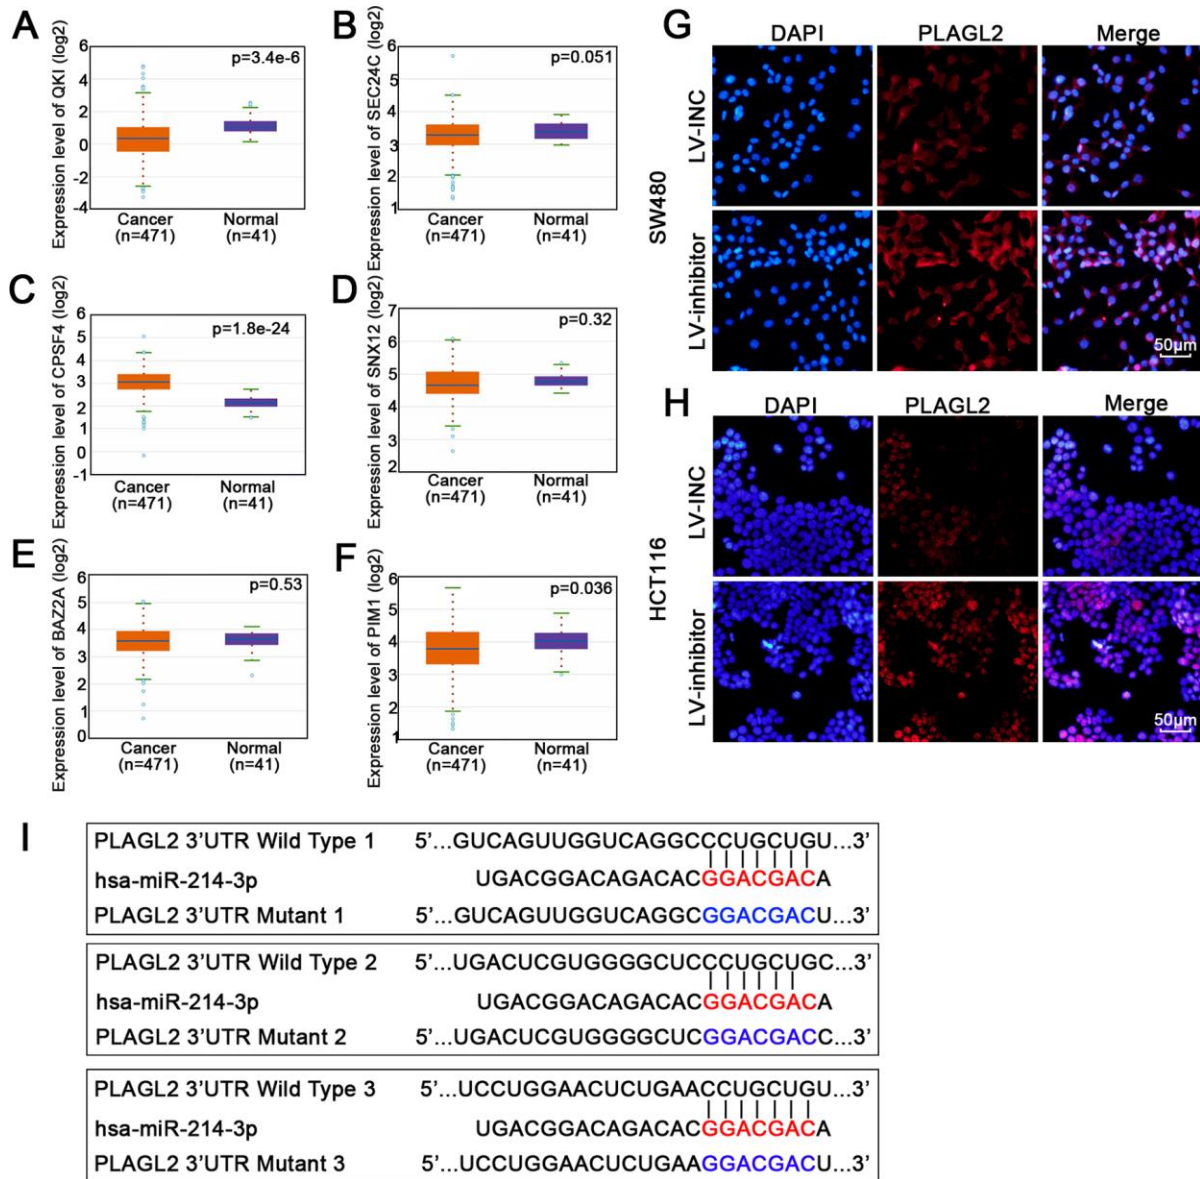 A
Expression level of QKI (log2)
6
4
2
0
-2
-4
p=3.4e-6
Cancer
(n=471)
Normal
(n=41)
B
Expression level of SEC24C (log2)
6
5
4
3
2
1
p=0.051
Cancer
(n=471)
Normal
(n=41)
C
Expression level of CPSF4 (log2)
6
5
4
3
2
1
0
-1
p=1.8e-24
Cancer
(n=471)
Normal
(n=41)
D
Expression level of SNX12 (log2)
7
6
5
4
3
2
p=0.32
Cancer
(n=471)
Normal
(n=41)
E
Expression level of BAZ2A (log2)
6
5
4
3
2
1
0
p=0.53
Cancer
(n=471)
Normal
(n=41)
F
Expression level of PIM1 (log2)
6
5
4
3
2
1
p=0.036
Cancer
(n=471)
Normal
(n=41)
G
DAPI PLAGL2 Merge
SW480
LV-INC
LV-inhibitor
50µm
H
DAPI PLAGL2 Merge
HCT116
LV-INC
LV-inhibitor
50µm
I
PLAGL2 3’UTR Wild Type 1 5’...GUCAGUUGGUCAGGCCCUGCUGU...3’
hsa-miR-214-3p UGACGGACAGACACGGACGACA
PLAGL2 3’UTR Mutant 1 5’...GUCAGUUGGUCAGGCGGACGACU...3’
PLAGL2 3’UTR Wild Type 2 5’...UGACUCGUGGGGCUCCCUGCUGC...3’
hsa-miR-214-3p UGACGGACAGACACGGACGACA
PLAGL2 3’UTR Mutant 2 5’...UGACUCGUGGGGCUCGGACGACC...3’
PLAGL2 3’UTR Wild Type 3 5’...UCCUGGAACUCUGAACCUGCUGU...3’
hsa-miR-214-3p UGACGGACAGACACGGACGACA
PLAGL2 3’UTR Mutant 3 5’...UCCUGGAACUCUGAAGGACGACU...3’